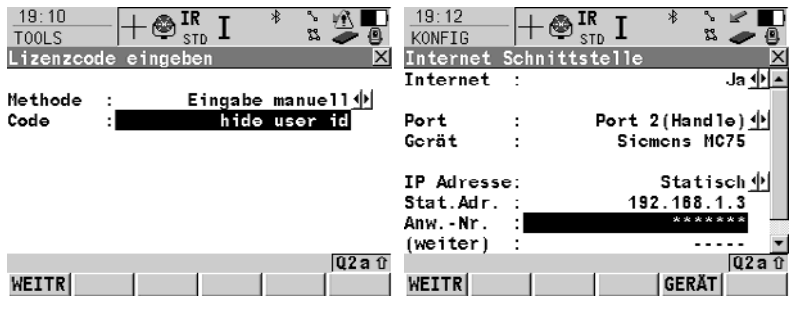 19:10
TOOLS
IR
STD
I
Lizenzcode eingeben
Methode : Eingabe manuell
Code : hide user id
Q2a
WEITR
19:12
KONFIG
IR
STD
I
Internet Schnittstelle
Internet : Ja
Port : Port 2(Handle)
Gerät : Siemens MC75
IP Adresse: Statisch
Stat.Adr. : 192.168.1.3
Anw.-Nr. : *******
(weiter) : -----
Q2a
WEITR GERÄT